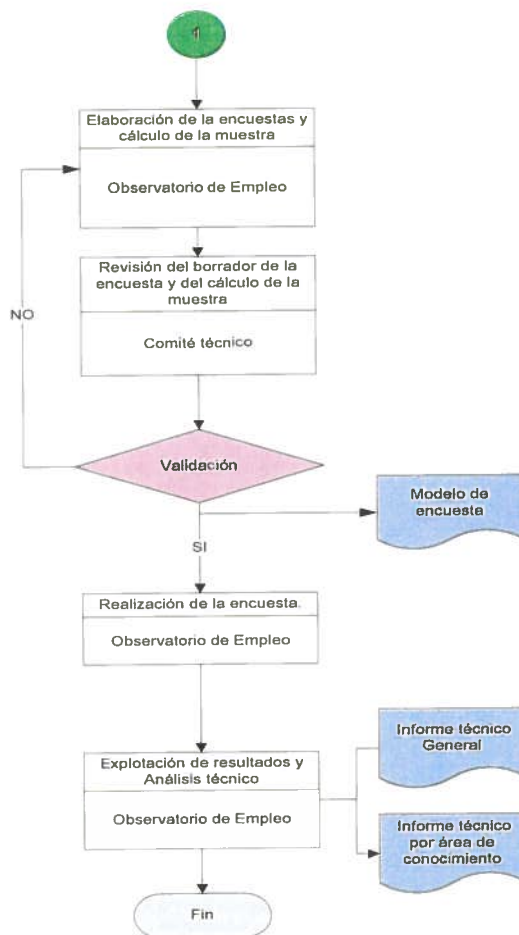 1
Elaboración de la encuestas y
cálculo de la muestra
Observatorio de Empleo
Revisión del borrador de la
encuesta y del cálculo de la
muestra
Comité técnico
NO
Validación
Modelo de
encuesta
SI
Realización de la encuesta.
Observatorio de Empleo
Explotación de resultados y
Análisis técnico
Observatorio de Empleo
Informe técnico
General
Informe técnico
por área de
conocimiento
Fin